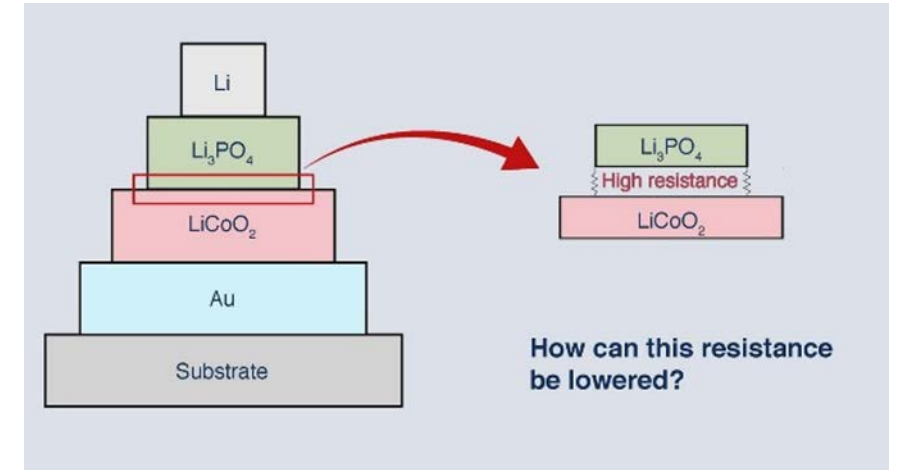 Li
Li₃PO₄
LiCoO₂
Au
Substrate
Li₃PO₄
High resistance
LiCoO₂
How can this resistance
be lowered?